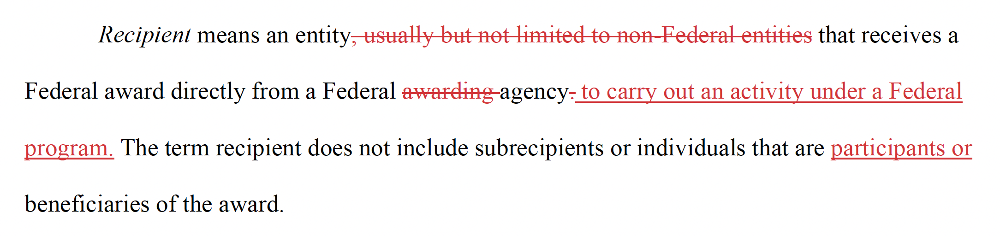 Recipient means an entity, usually but not limited to non-Federal entities that receives a
Federal award directly from a Federal awarding agency. to carry out an activity under a Federal
program. The term recipient does not include subrecipients or individuals that are participants or
beneficiaries of the award.